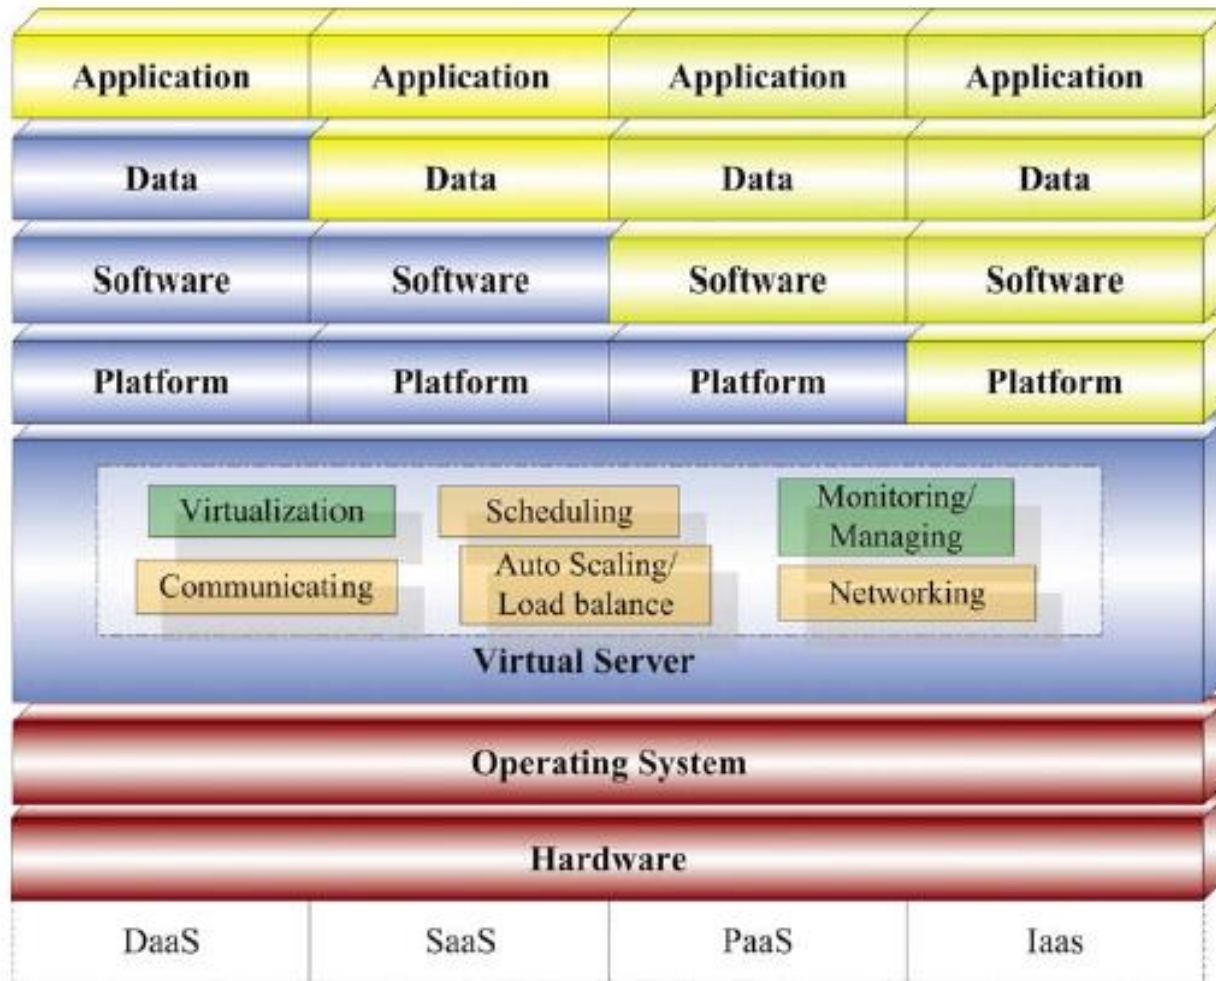 Application Application Application Application
Data Data Data Data
Software Software Software Software
Platform Platform Platform Platform
Virtualization Scheduling Monitoring/
Managing
Communicating Auto Scaling/
Load balance Networking
Virtual Server
Operating System
Hardware
DaaS SaaS PaaS Iaas